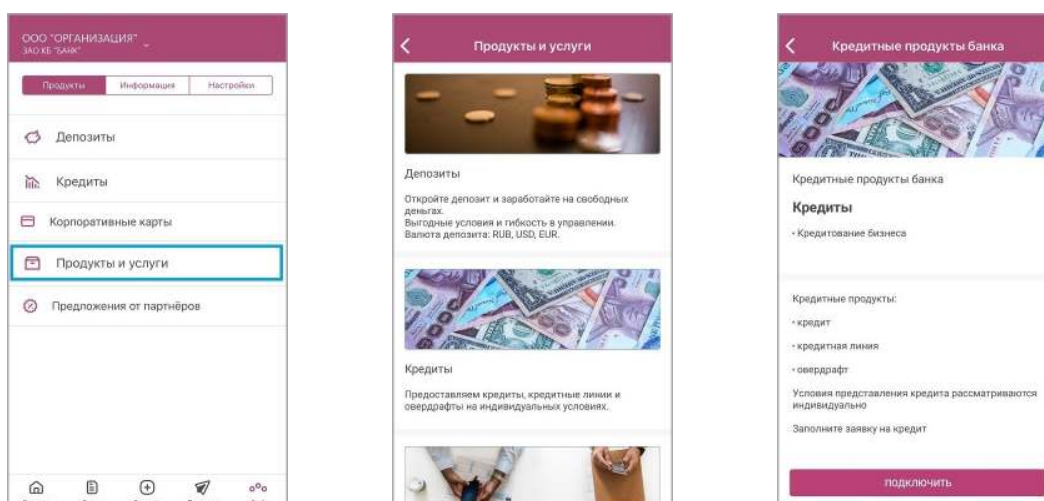 ООО "ОРГАНИЗАЦИЯ"
ЗАО КБ "БАНК"
Продукты
Информация
Настройки
Депозиты
Кредиты
Корпоративные карты
Продукты и услуги
Предложения от партнёров
Продукты и услуги
Депозиты
Откройте депозит и заработайте на свободных
деньгах.
Выгодные условия и гибкость в управлении.
Валюта депозита: RUB, USD, EUR.
Кредиты
Предоставляем кредиты, кредитные линии и
овердрафты на индивидуальных условиях.
Кредитные продукты банка
Кредитные продукты банка
Кредиты
• Кредитование бизнеса
Кредитные продукты:
• кредит
• кредитная линия
• овердрафт
Условия представления кредита рассматриваются
индивидуально
Заполните заявку на кредит
ПОДКЛЮЧИТЬ